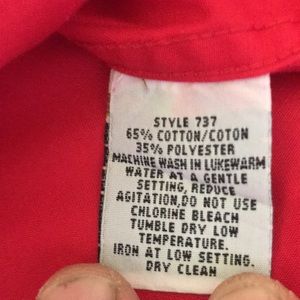 STYLE 737
65% COTTON/COTON
35% POLYESTER
MACHINE WASH IN LUKEWARM
WATER AT A GENTLE
SETTING, REDUCE
AGITATION,DO NOT USE
CHLORINE BLEACH
TUMBLE DRY LOW
TEMPERATURE.
IRON AT LOW SETTING.
DRY CLEAN